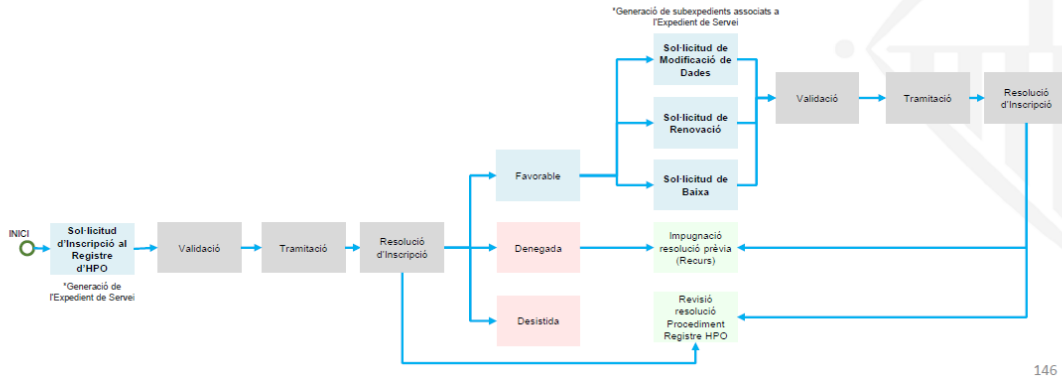 *Generació de subexpedients associats a
l'Expedient de Servei
Sol·licitud de
Modificació de
Dades
Sol·licitud de
Renovació
Sol·licitud de
Baixa
Validació
Tramitació
Resolució
d'Inscripció
Favorable
INICI
Sol·licitud
d'Inscripció al
Registre
d'HPO
*Generació de
l'Expedient de Servei
Validació
Tramitació
Resolució
d'Inscripció
Denegada
Impugnació
resolució prèvia
(Recurs)
Desistida
Revisió
resolució
Procediment
Registre HPO
146